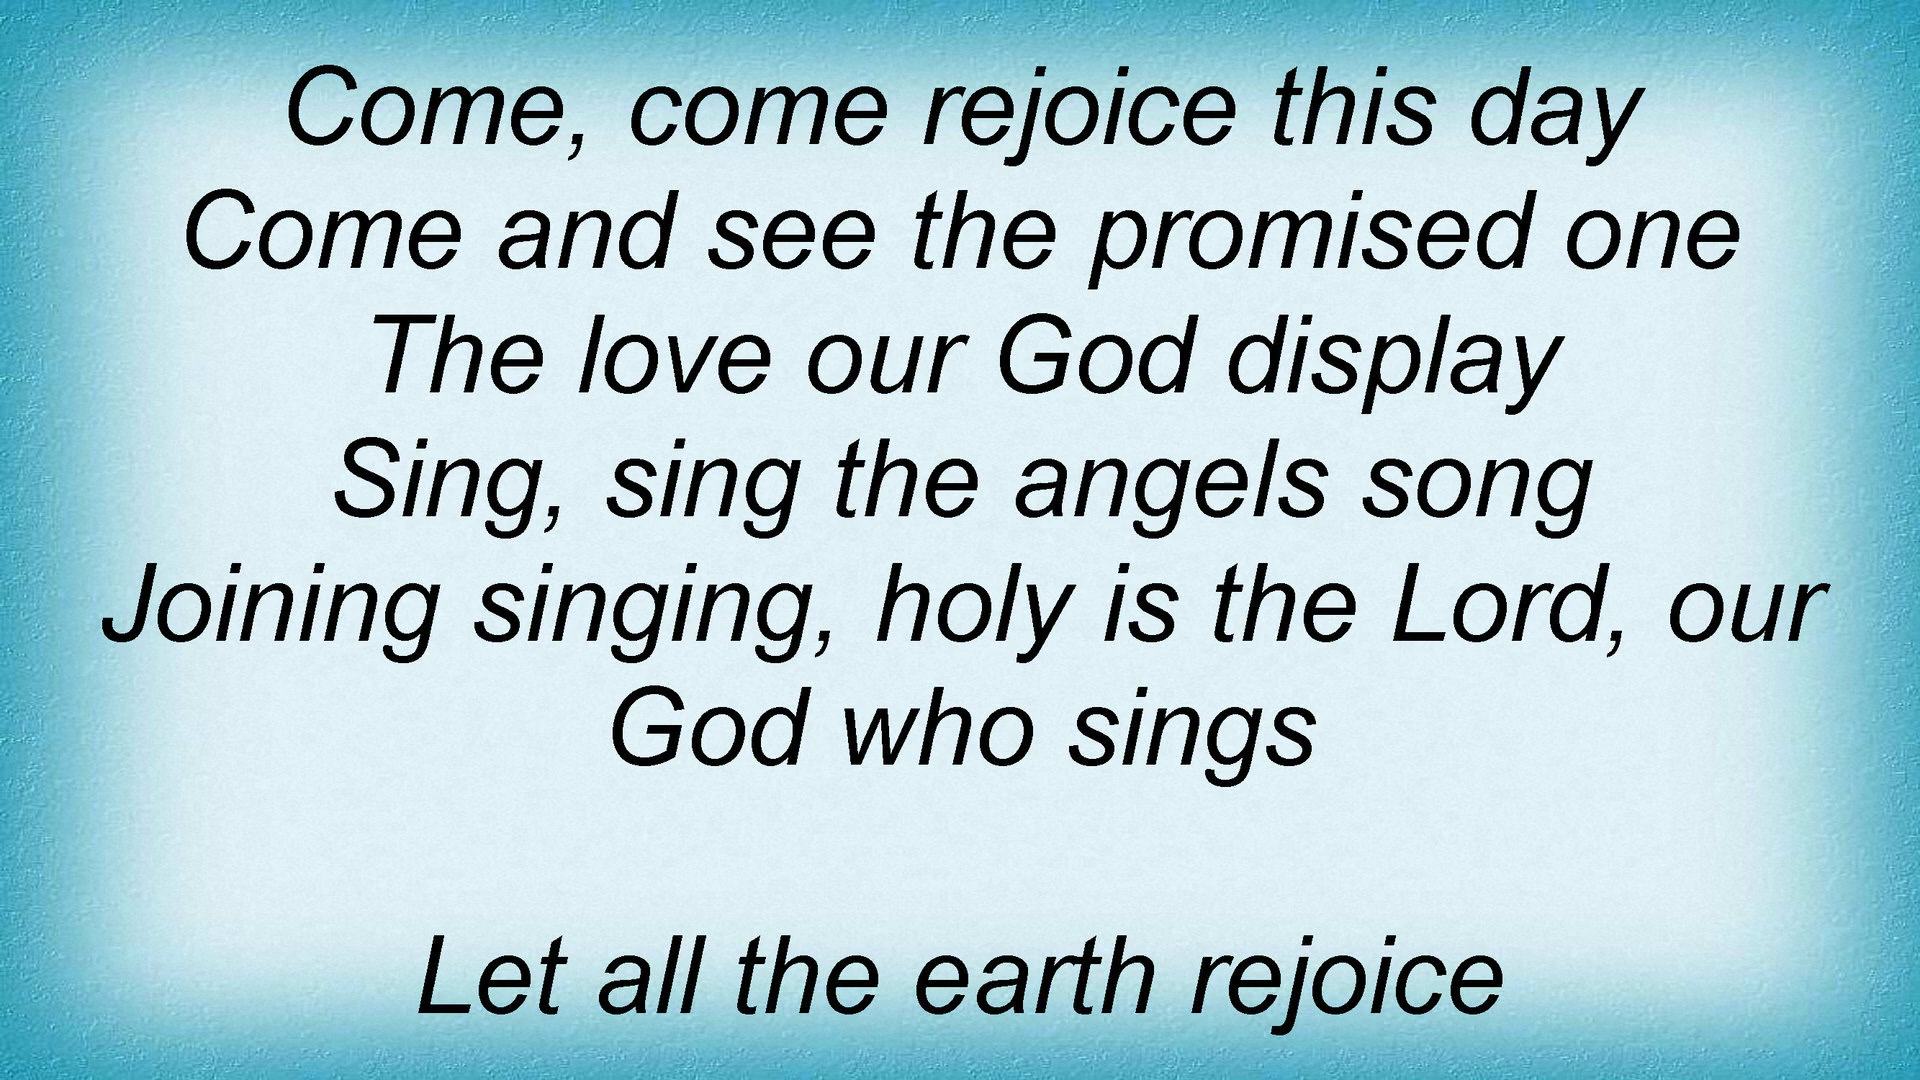 Come, come rejoice this day
Come and see the promised one
The love our God display
Sing, sing the angels song
Joining singing, holy is the Lord, our
God who sings
Let all the earth rejoice